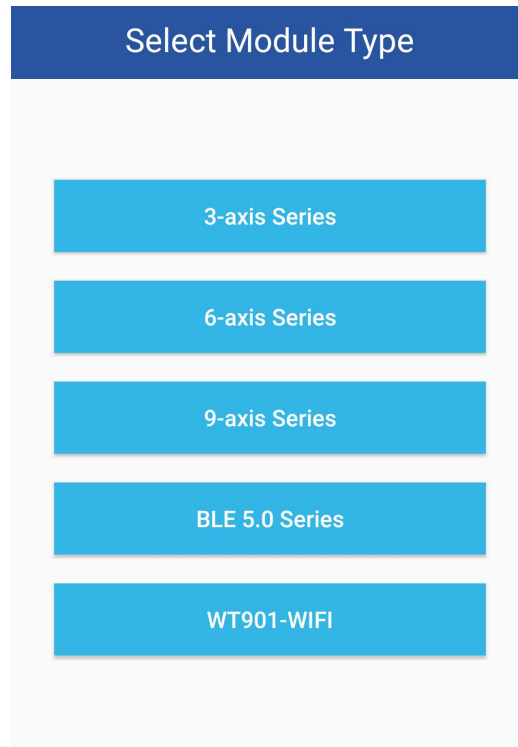 Select Module Type
3-axis Series
6-axis Series
9-axis Series
BLE 5.0 Series
WT901-WIFI